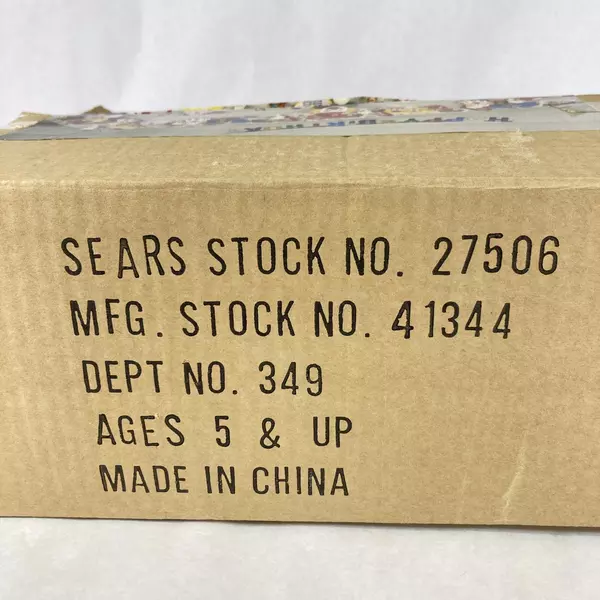 SEARS STOCK NO. 27506
MFG. STOCK NO. 41344
DEPT NO. 349
AGES 5 & UP
MADE IN CHINA